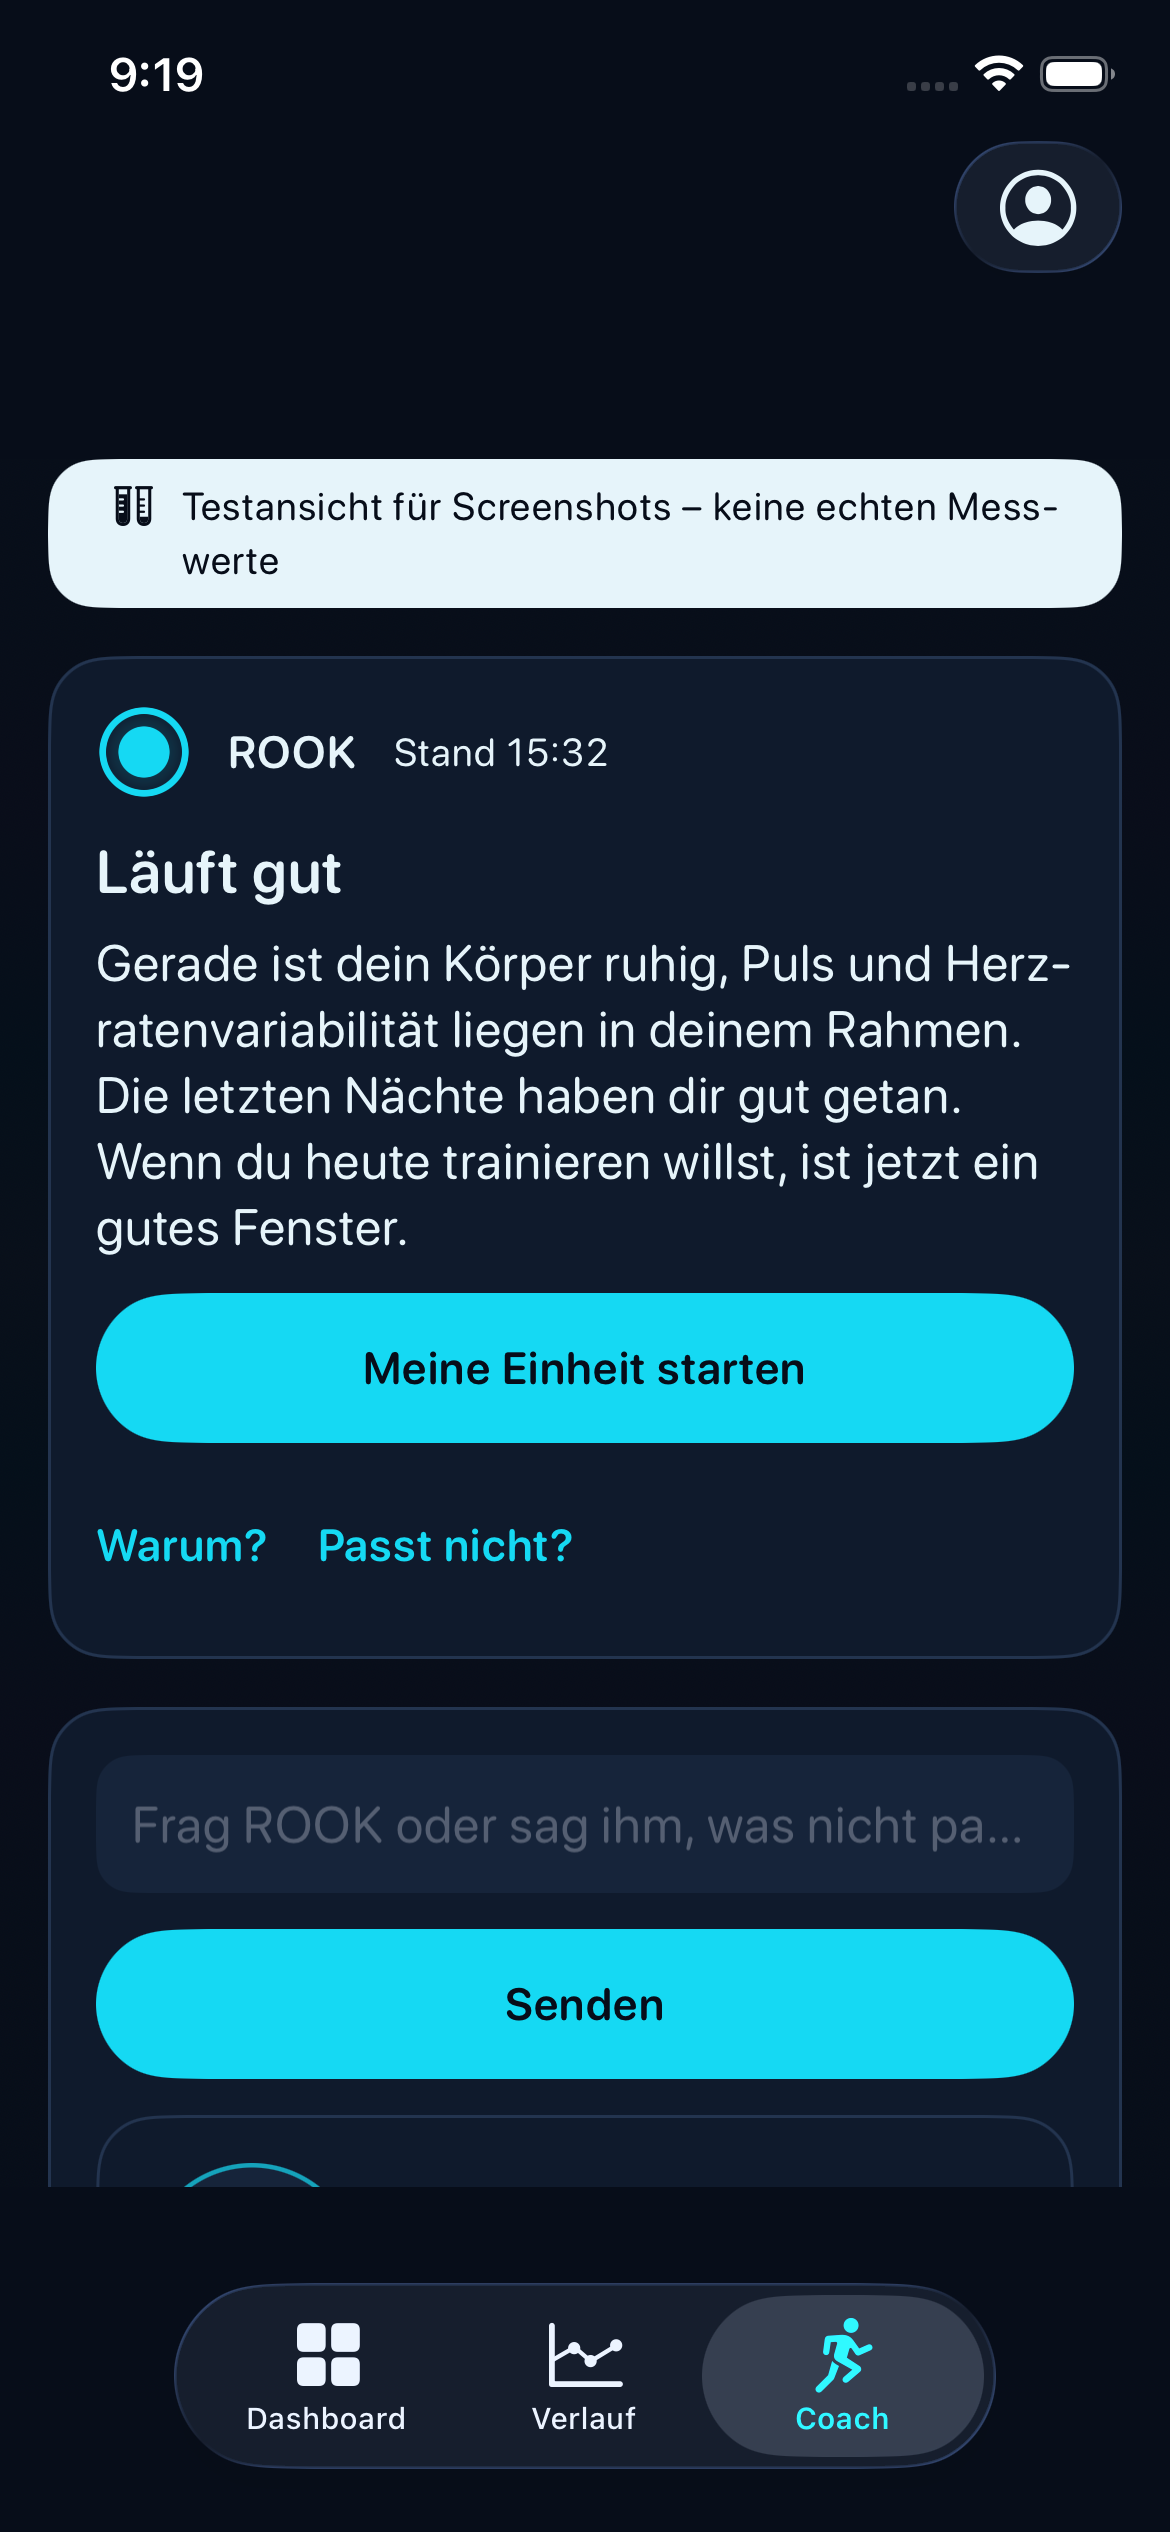 9:19
Testansicht für Screenshots – keine echten Mess-
werte
ROOK Stand 15:32
Läuft gut
Gerade ist dein Körper ruhig, Puls und Herz-
ratenvariabilität liegen in deinem Rahmen.
Die letzten Nächte haben dir gut getan.
Wenn du heute trainieren willst, ist jetzt ein
gutes Fenster.
Meine Einheit starten
Warum? Passt nicht?
Frag ROOK oder sag ihm, was nicht pa...
Senden
Dashboard Verlauf Coach